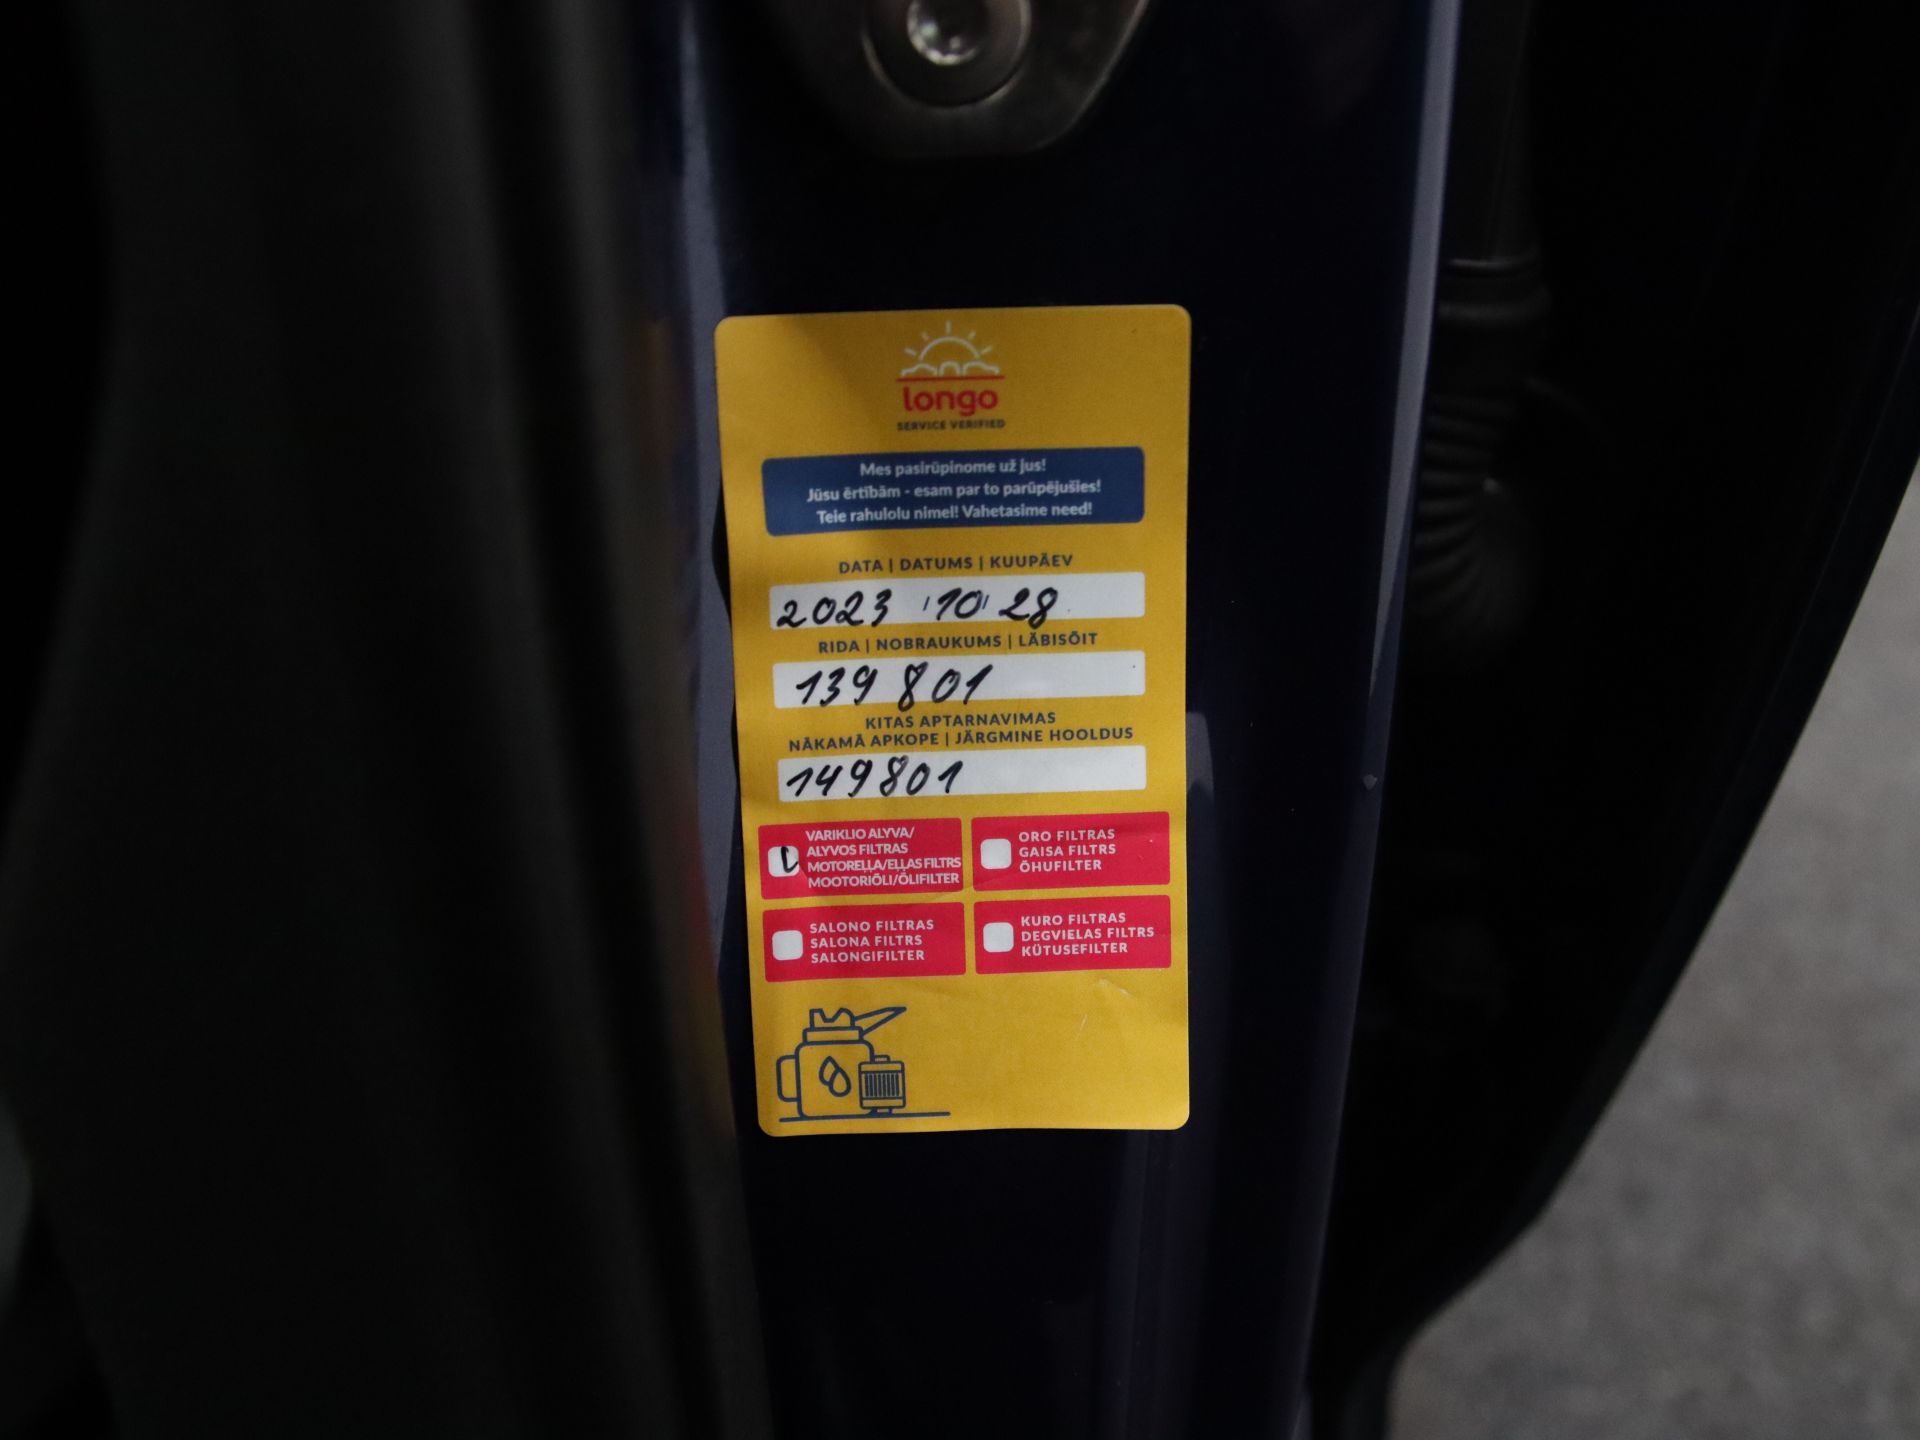 longo
SERVICE VERIFIED
Mes pasirūpinome už jus!
Jūsu ērtībām - esam par to parūpējušies!
Teie rahulolu nimel! Vahetasime need!
DATA | DATUMS | KUUPÄEV
2023 10 28
RIDA | NOBRAUKUMS | LÄBISÕIT
139 801
KITAS APTARNAVIMAS
NĀKAMĀ APKOPE | JÄRGMINE HOOLDUS
149801
VARIKLIO ALYVA/
ALYVOS FILTRAS
MOTOREĻĻA/EĻĻAS FILTRS
MOOTORIÕLI/ÕLIFILTER
ORO FILTRAS
GAISA FILTRS
ÕHUFILTER
SALONO FILTRAS
SALONA FILTRS
SALONGIFILTER
KURO FILTRAS
DEGVIELAS FILTRS
KÜTUSEFILTER